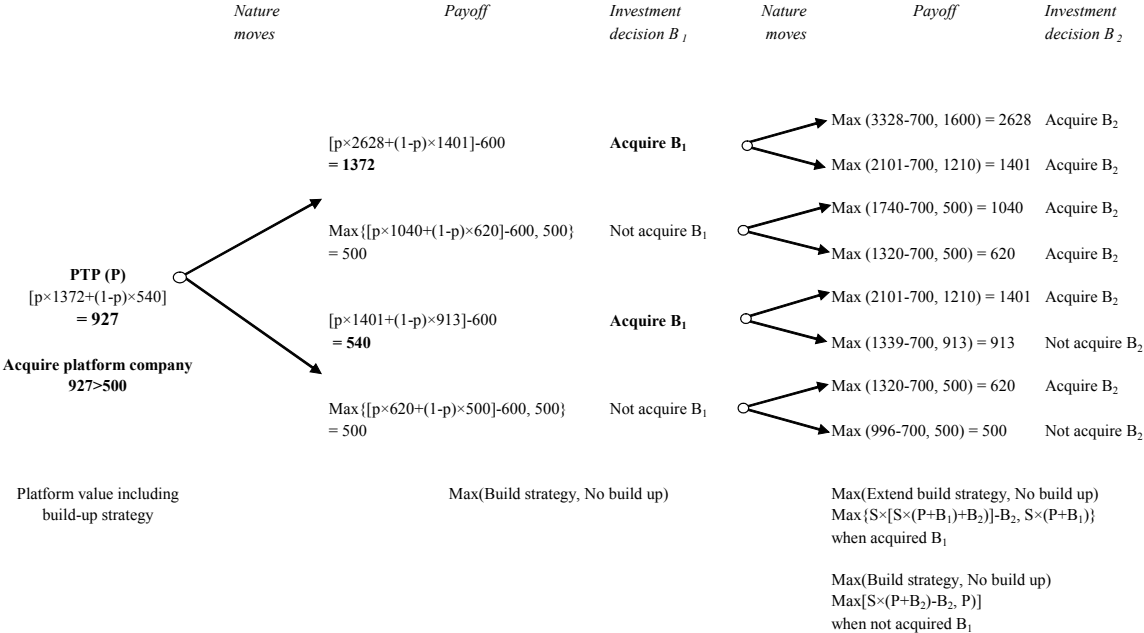 Nature moves
Payoff
Investment decision B₁
Nature moves
Payoff
Investment decision B₂
PTP (P)
[p×1372+(1-p)×540]
= 927
Acquire platform company
927>500
[p×2628+(1-p)×1401]-600
= 1372
Acquire B₁
Max{[p×1040+(1-p)×620]-600, 500}
= 500
Not acquire B₁
[p×1401+(1-p)×913]-600
= 540
Acquire B₁
Max{[p×620+(1-p)×500]-600, 500}
= 500
Not acquire B₁
Max (3328-700, 1600) = 2628 Acquire B₂
Max (2101-700, 1210) = 1401 Acquire B₂
Max (1740-700, 500) = 1040 Acquire B₂
Max (1320-700, 500) = 620 Acquire B₂
Max (2101-700, 1210) = 1401 Acquire B₂
Max (1339-700, 913) = 913 Not acquire B₂
Max (1320-700, 500) = 620 Acquire B₂
Max (996-700, 500) = 500 Not acquire B₂
Platform value including
build-up strategy
Max(Build strategy, No build up)
Max(Extend build strategy, No build up)
Max{S×[S×(P+B₁)+B₂)]-B₂, S×(P+B₁)}
when acquired B₁
Max(Build strategy, No build up)
Max[S×(P+B₂)-B₂, P)]
when not acquired B₁